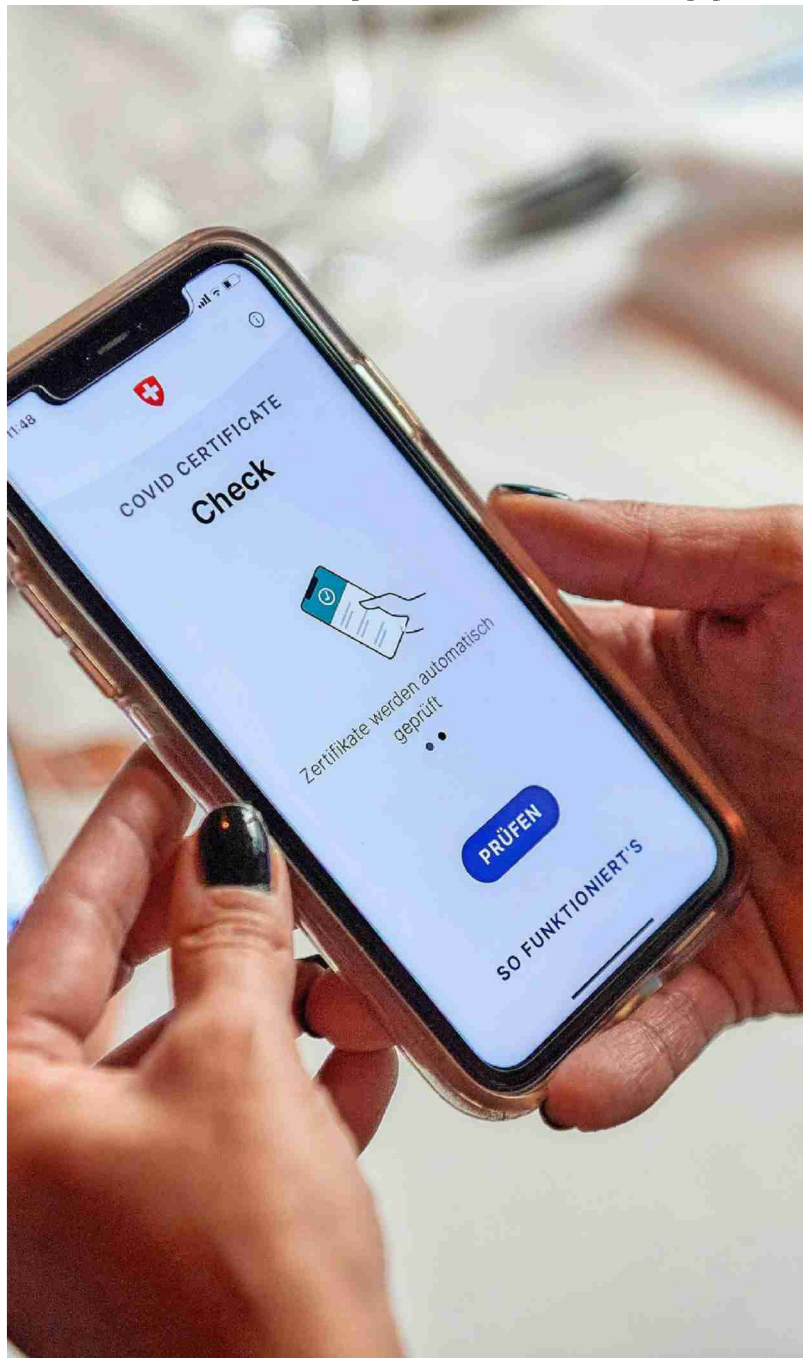 11:48
COVID CERTIFICATE
Check
Zertifikate werden automatisch
geprüft
PRÜFEN
SO FUNKTIONIERT'S